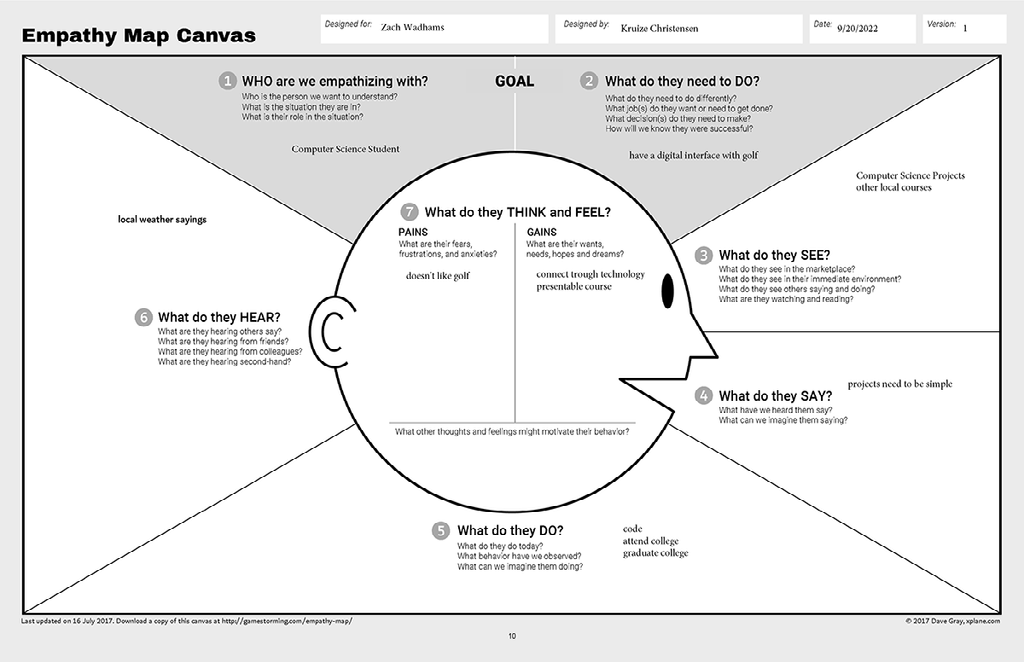 Empathy Map Canvas
Designed for: Zach Wadhams
Designed by: Kruize Christensen
Date: 9/20/2022
Version: 1
1 WHO are we empathizing with?
Who is the person we want to understand?
What is the situation they are in?
What is their role in the situation?
Computer Science Student
GOAL
2 What do they need to DO?
What do they need to do differently?
What job(s) do they want or need to get done?
What decision(s) do they need to make?
How will we know they were successful?
have a digital interface with golf
Computer Science Projects
other local courses
3 What do they SEE?
What do they see in the marketplace?
What do they see in their immediate environment?
What do they see others saying and doing?
What are they watching and reading?
projects need to be simple
4 What do they SAY?
What have we heard them say?
What can we imagine them saying?
5 What do they DO?
What do they do today?
What behavior have we observed?
What can we imagine them doing?
code
attend college
graduate college
local weather sayings
6 What do they HEAR?
What are they hearing others say?
What are they hearing from friends?
What are they hearing from colleagues?
What are they hearing second-hand?
7 What do they THINK and FEEL?
PAINS
What are their fears,
frustrations, and anxieties?
doesn't like golf
GAINS
What are their wants,
needs, hopes and dreams?
connect trough technology
presentable course
What other thoughts and feelings might motivate their behavior?
Last updated on 16 July 2017. Download a copy of this canvas at http://gamestorming.com/empathy-map/
© 2017 Dave Gray, xplane.com
10